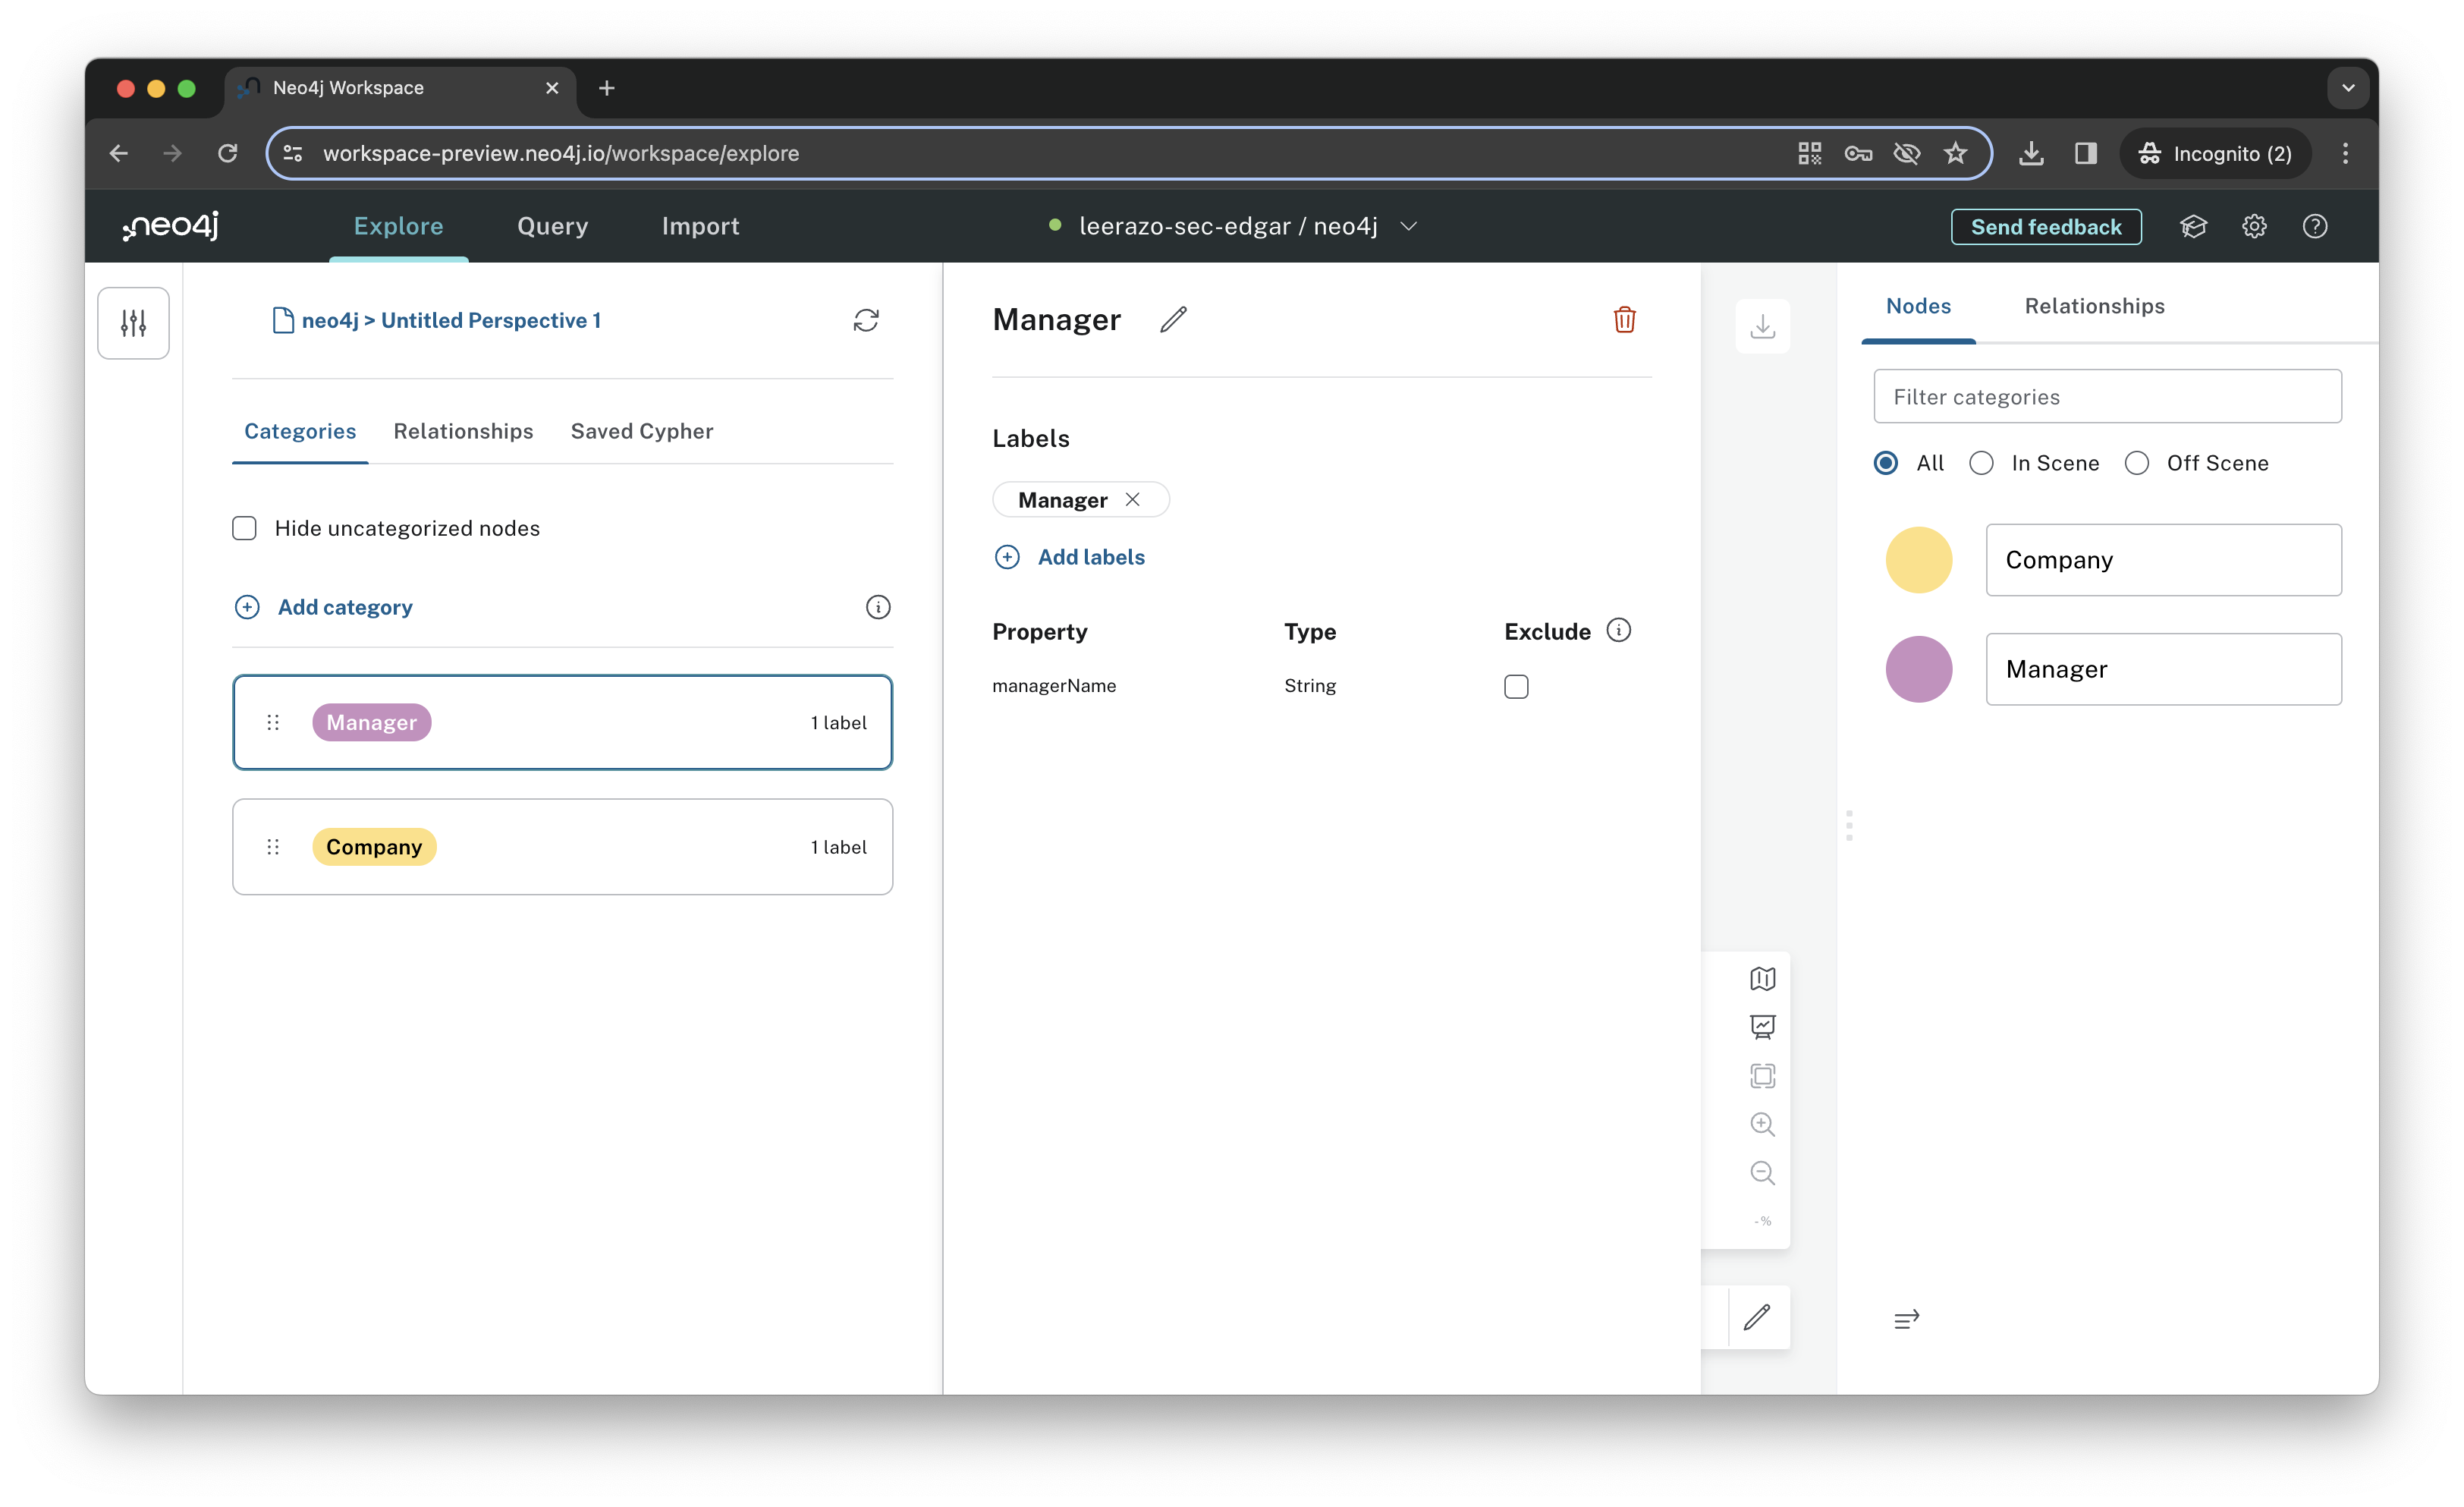 Neo4j Workspace
workspace-preview.neo4j.io/workspace/explore
Incognito (2)
neo4j
Explore
Query
Import
leerazo-sec-edgar / neo4j
Send feedback
neo4j > Untitled Perspective 1
Categories
Relationships
Saved Cypher
Hide uncategorized nodes
Add category
Manager
1 label
Company
1 label
Manager
Labels
Manager
Add labels
Property Type Exclude
managerName String
- %
Nodes
Relationships
Filter categories
All In Scene Off Scene
Company
Manager